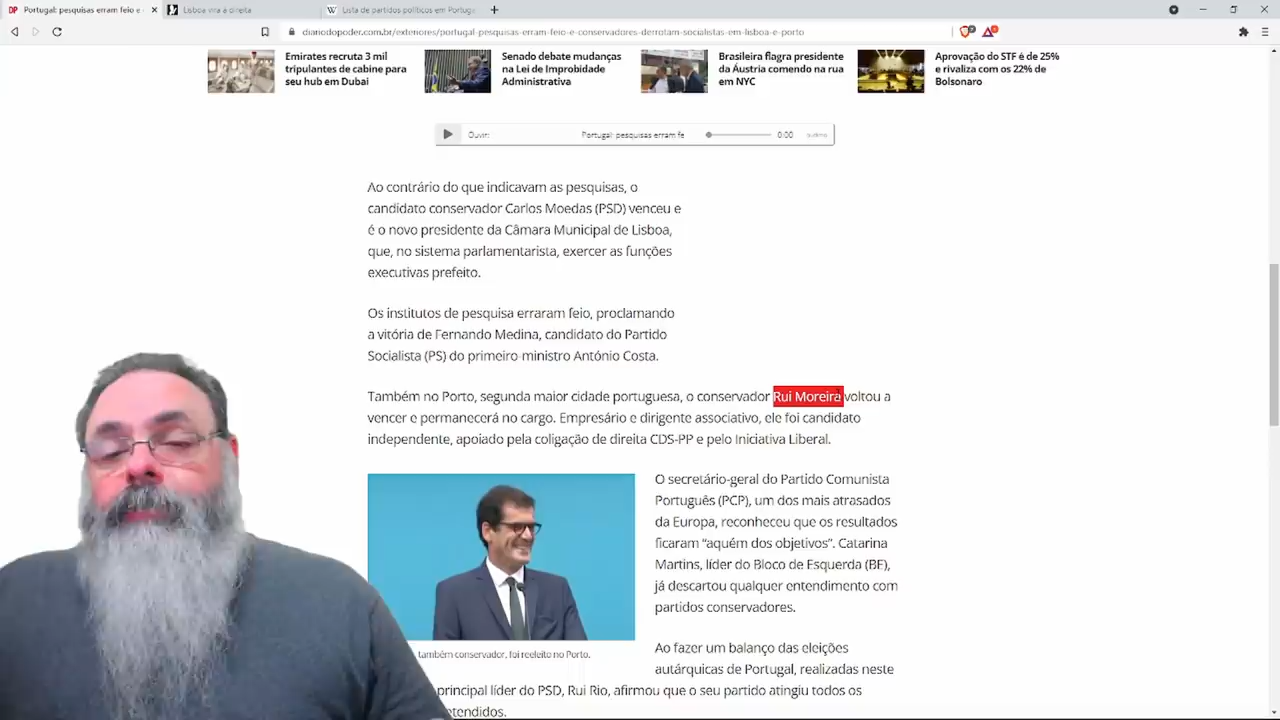 Portugal: pesquisas erram feio e
Lisboa vira à direita
Lista de partidos políticos em Portuga
diariodopoder.com.br/exteriores/portugal-pesquisas-erram-feio-e-conservadores-derrotam-socialistas-em-lisboa-e-porto
Emirates recruta 3 mil
tripulantes de cabine para
seu hub em Dubai
Senado debate mudanças
na Lei de Improbidade
Administrativa
Brasileira flagra presidente
da Áustria comendo na rua
em NYC
Aprovação do STF é de 25%
e rivaliza com os 22% de
Bolsonaro
Ouvir: Portugal: pesquisas erram fe 0:00
Ao contrário do que indicavam as pesquisas, o
candidato conservador Carlos Moedas (PSD) venceu e
é o novo presidente da Câmara Municipal de Lisboa,
que, no sistema parlamentarista, exercer as funções
executivas prefeito.
Os institutos de pesquisa erraram feio, proclamando
a vitória de Fernando Medina, candidato do Partido
Socialista (PS) do primeiro-ministro António Costa.
Também no Porto, segunda maior cidade portuguesa, o conservador Rui Moreira voltou a
vencer e permanecerá no cargo. Empresário e dirigente associativo, ele foi candidato
independente, apoiado pela coligação de direita CDS-PP e pelo Iniciativa Liberal.
O secretário-geral do Partido Comunista
Português (PCP), um dos mais atrasados
da Europa, reconheceu que os resultados
ficaram “aquém dos objetivos”. Catarina
Martins, líder do Bloco de Esquerda (BE),
já descartou qualquer entendimento com
partidos conservadores.
também conservador, foi reeleito no Porto.
Ao fazer um balanço das eleições
autárquicas de Portugal, realizadas neste
principal líder do PSD, Rui Rio, afirmou que o seu partido atingiu todos os
etendidos.